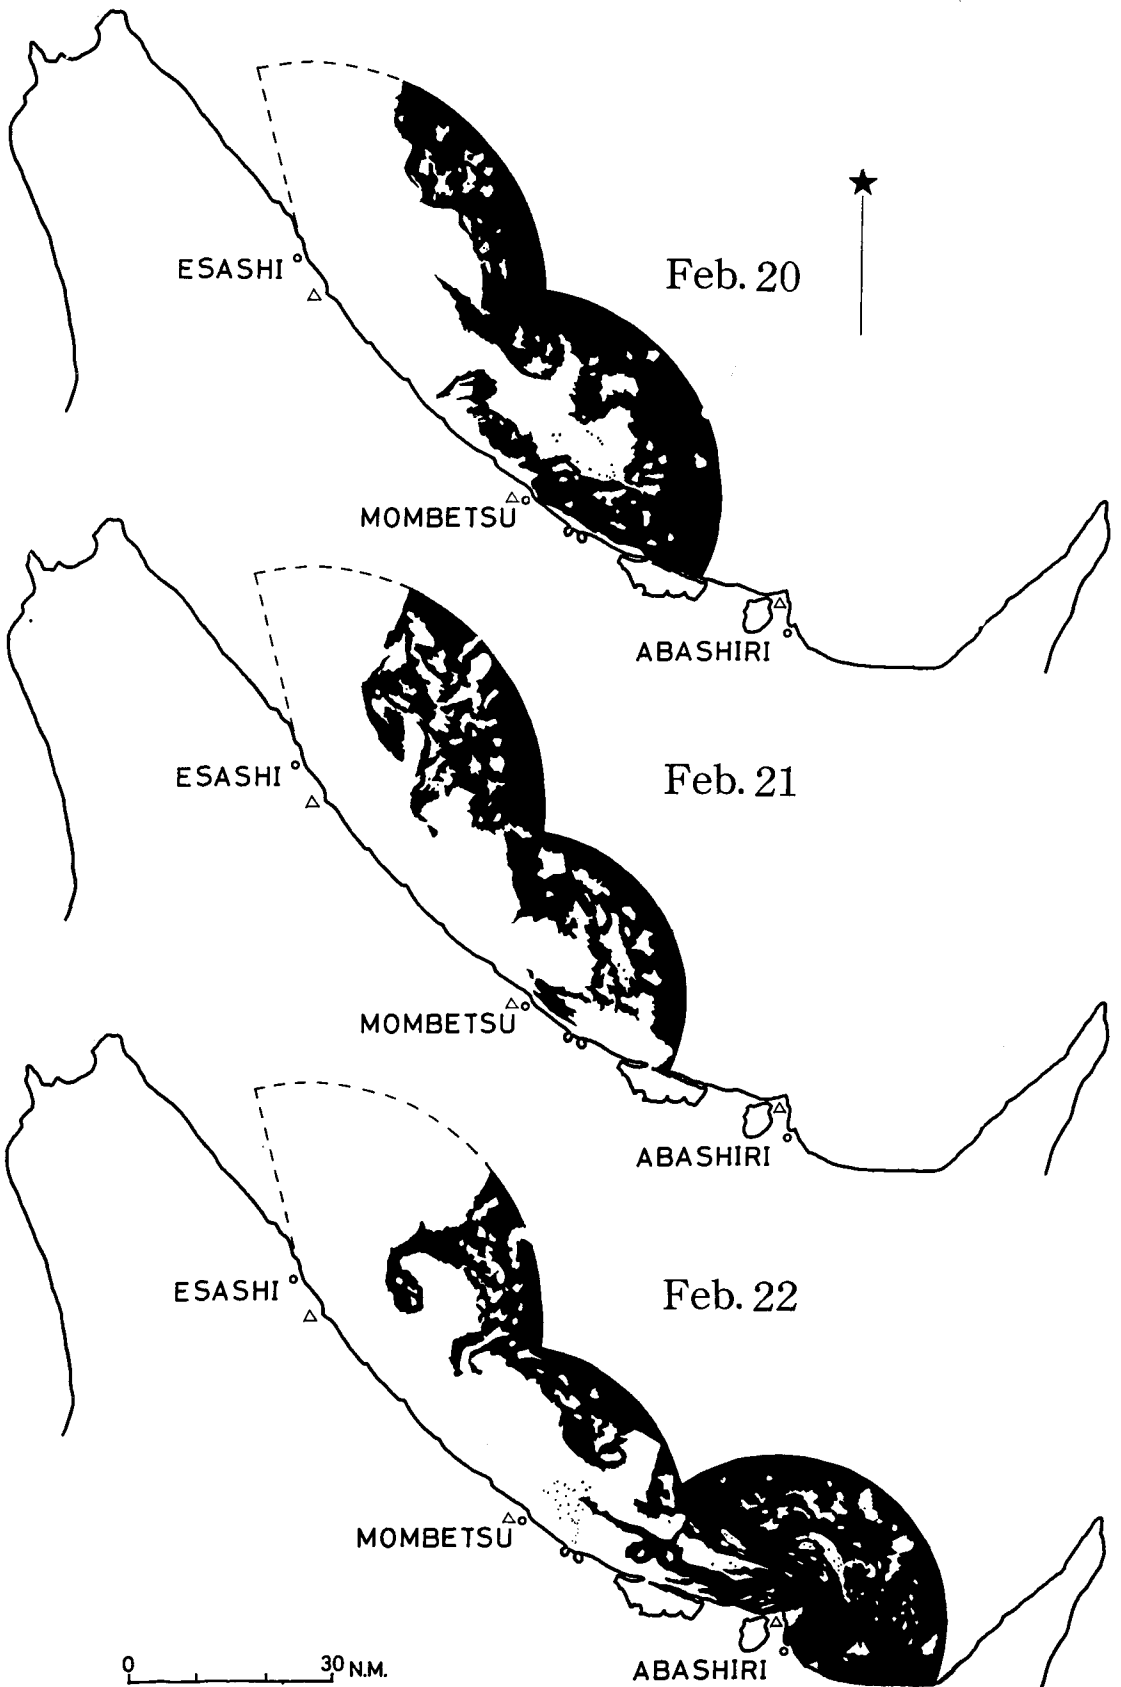 ESASHI
Feb. 20
MOMBETSU
ABASHIRI
ESASHI
Feb. 21
MOMBETSU
ABASHIRI
ESASHI
Feb. 22
MOMBETSU
ABASHIRI
0 30 N.M.